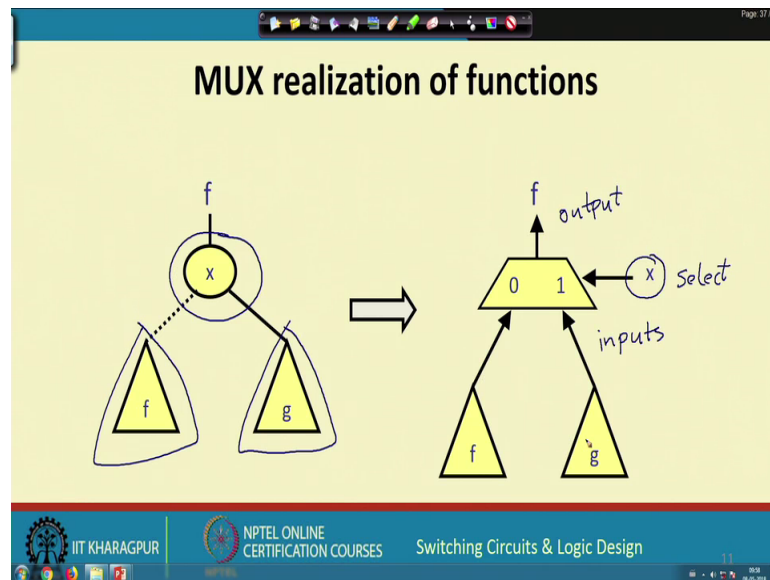 Page: 37 /
MUX realization of functions
f
x
f
g
f
output
0 1
x
select
inputs
f
g
IIT KHARAGPUR
NPTEL ONLINE
CERTIFICATION COURSES
Switching Circuits & Logic Design
11